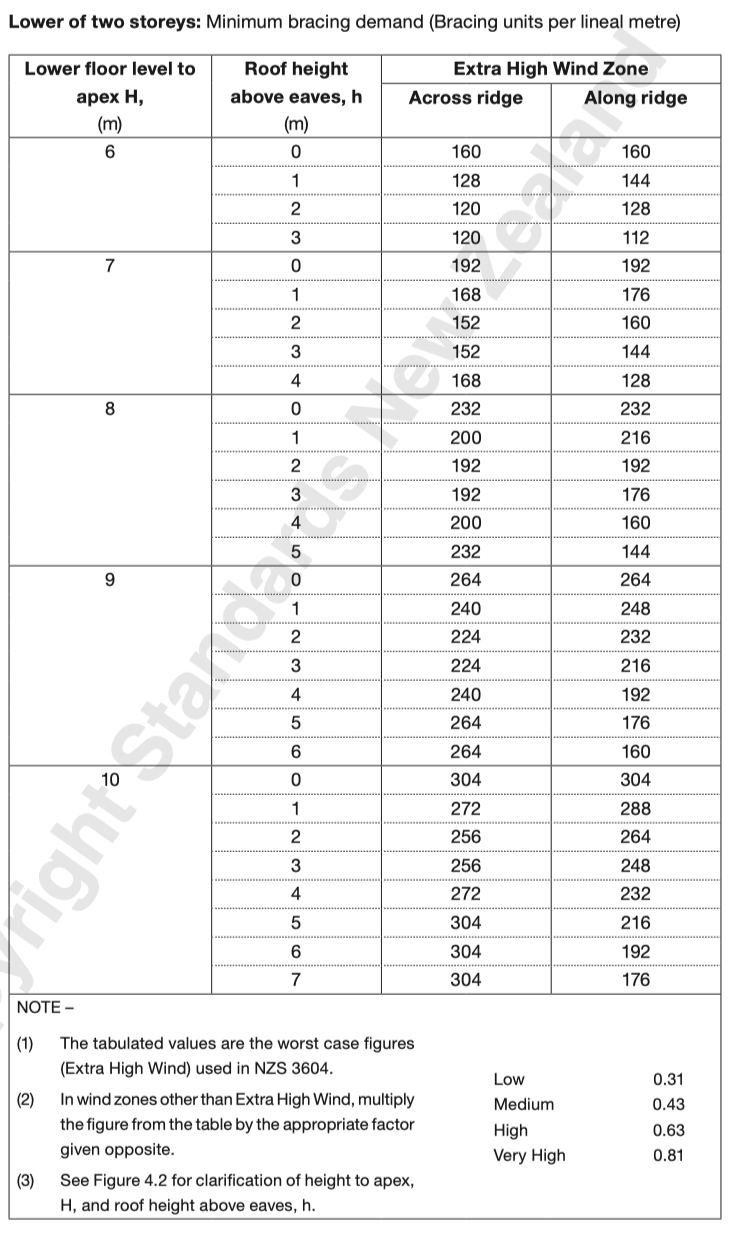 Lower of two storeys: Minimum bracing demand (Bracing units per lineal metre)
Lower floor level to apex H, (m) Roof height above eaves, h (m) Extra High Wind Zone
Across ridge Along ridge
6 0 160 160
1 128 144
2 120 128
3 120 112
7 0 192 192
1 168 176
2 152 160
3 152 144
4 168 128
8 0 232 232
1 200 216
2 192 192
3 192 176
4 200 160
5 232 144
9 0 264 264
1 240 248
2 224 232
3 224 216
4 240 192
5 264 176
6 264 160
10 0 304 304
1 272 288
2 256 264
3 256 248
4 272 232
5 304 216
6 304 192
7 304 176
NOTE –
(1) The tabulated values are the worst case figures
(Extra High Wind) used in NZS 3604.
(2) In wind zones other than Extra High Wind, multiply
the figure from the table by the appropriate factor
given opposite.
(3) See Figure 4.2 for clarification of height to apex,
H, and roof height above eaves, h.
Low 0.31
Medium 0.43
High 0.63
Very High 0.81
yright Standards New Zealand